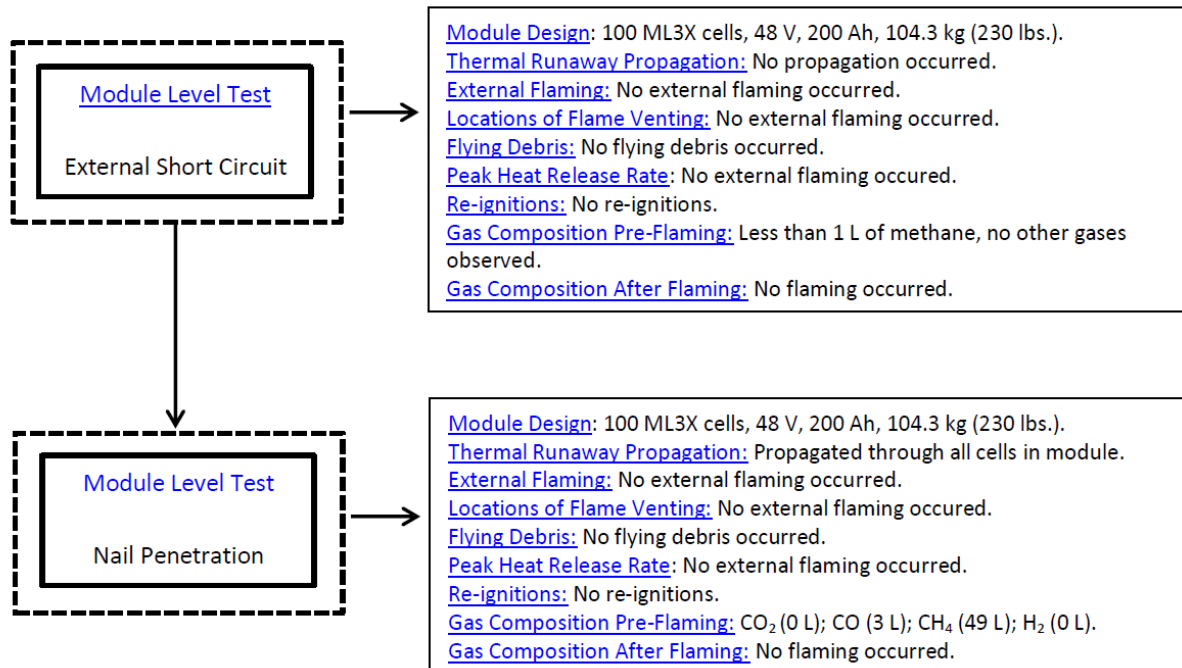 Module Level Test
External Short Circuit
Module Design: 100 ML3X cells, 48 V, 200 Ah, 104.3 kg (230 lbs.).
Thermal Runaway Propagation: No propagation occurred.
External Flaming: No external flaming occurred.
Locations of Flame Venting: No external flaming occurred.
Flying Debris: No flying debris occurred.
Peak Heat Release Rate: No external flaming occured.
Re-ignitions: No re-ignitions.
Gas Composition Pre-Flaming: Less than 1 L of methane, no other gases
observed.
Gas Composition After Flaming: No flaming occurred.
Module Level Test
Nail Penetration
Module Design: 100 ML3X cells, 48 V, 200 Ah, 104.3 kg (230 lbs.).
Thermal Runaway Propagation: Propagated through all cells in module.
External Flaming: No external flaming occurred.
Locations of Flame Venting: No external flaming occured.
Flying Debris: No flying debris occurred.
Peak Heat Release Rate: No external flaming occurred.
Re-ignitions: No re-ignitions.
Gas Composition Pre-Flaming: CO₂ (0 L); CO (3 L); CH₄ (49 L); H₂ (0 L).
Gas Composition After Flaming: No flaming occurred.